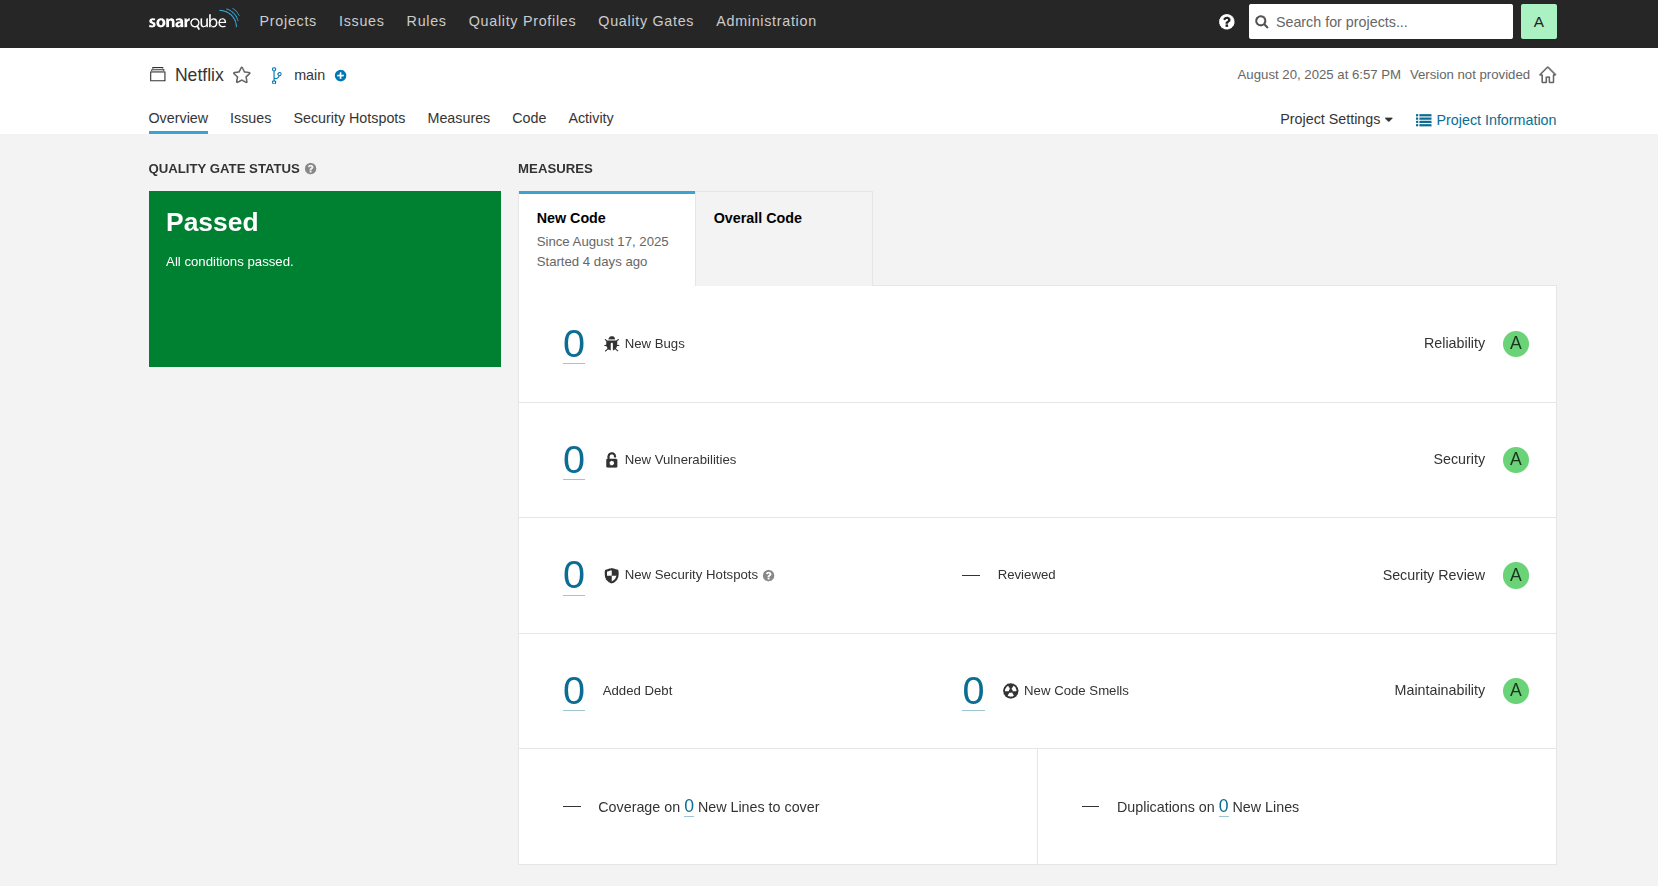 sonarqube Projects Issues Rules Quality Profiles Quality Gates Administration ? Search for projects... A
Netflix main August 20, 2025 at 6:57 PM Version not provided
Overview Issues Security Hotspots Measures Code Activity Project Settings Project Information
QUALITY GATE STATUS ?
MEASURES
Passed
All conditions passed.
New Code
Since August 17, 2025
Started 4 days ago
Overall Code
0 New Bugs Reliability A
0 New Vulnerabilities Security A
0 New Security Hotspots ? — Reviewed Security Review A
0 Added Debt 0 New Code Smells Maintainability A
— Coverage on 0 New Lines to cover — Duplications on 0 New Lines